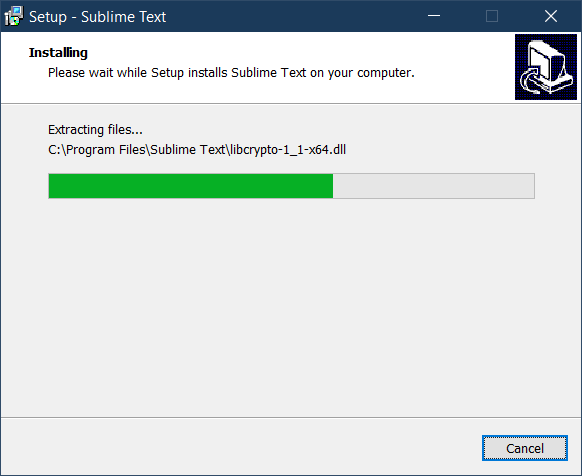 Setup - Sublime Text
Installing
Please wait while Setup installs Sublime Text on your computer.
Extracting files...
C:\Program Files\Sublime Text\libcrypto-1_1-x64.dll
Cancel